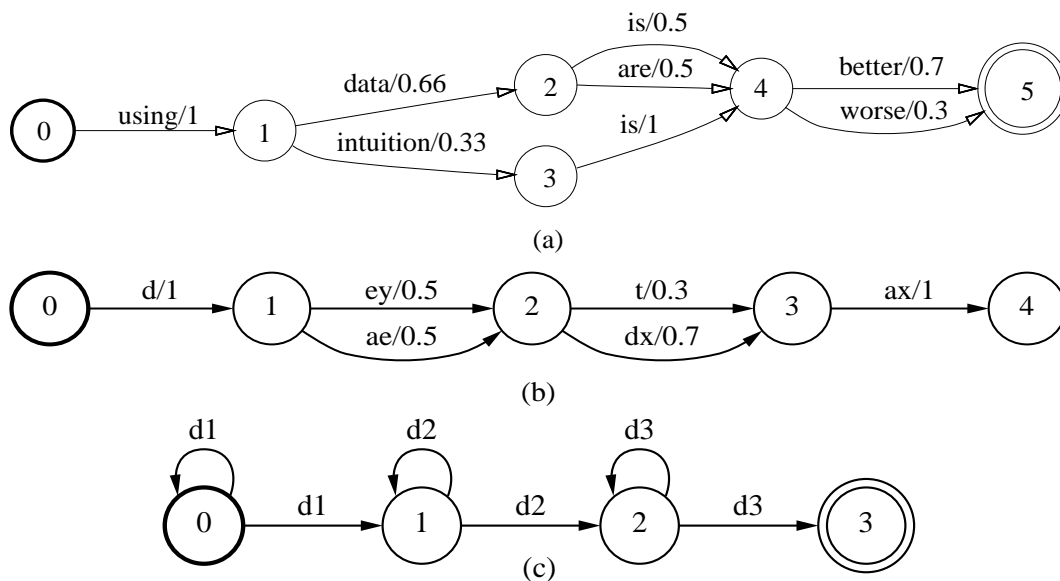 is/0.5
data/0.66
are/0.5
better/0.7
2
4
5
using/1
worse/0.3
0
1
is/1
intuition/0.33
3
(a)
d/1
ey/0.5
t/0.3
ax/1
0
1
2
3
4
ae/0.5
dx/0.7
(b)
d1
d2
d3
0
d1
1
d2
2
d3
3
(c)